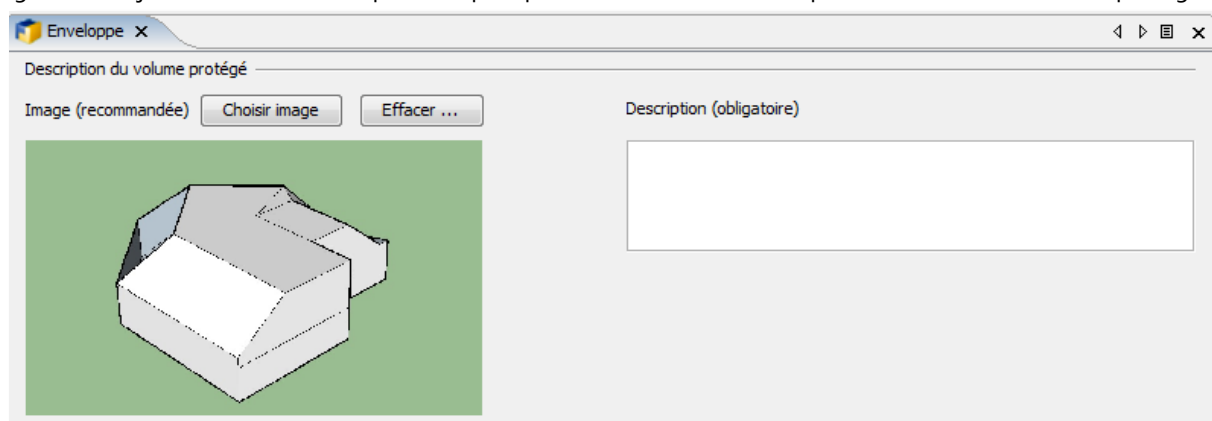 Enveloppe
Description du volume protégé
Image (recommandée) Choisir image Effacer ... Description (obligatoire)